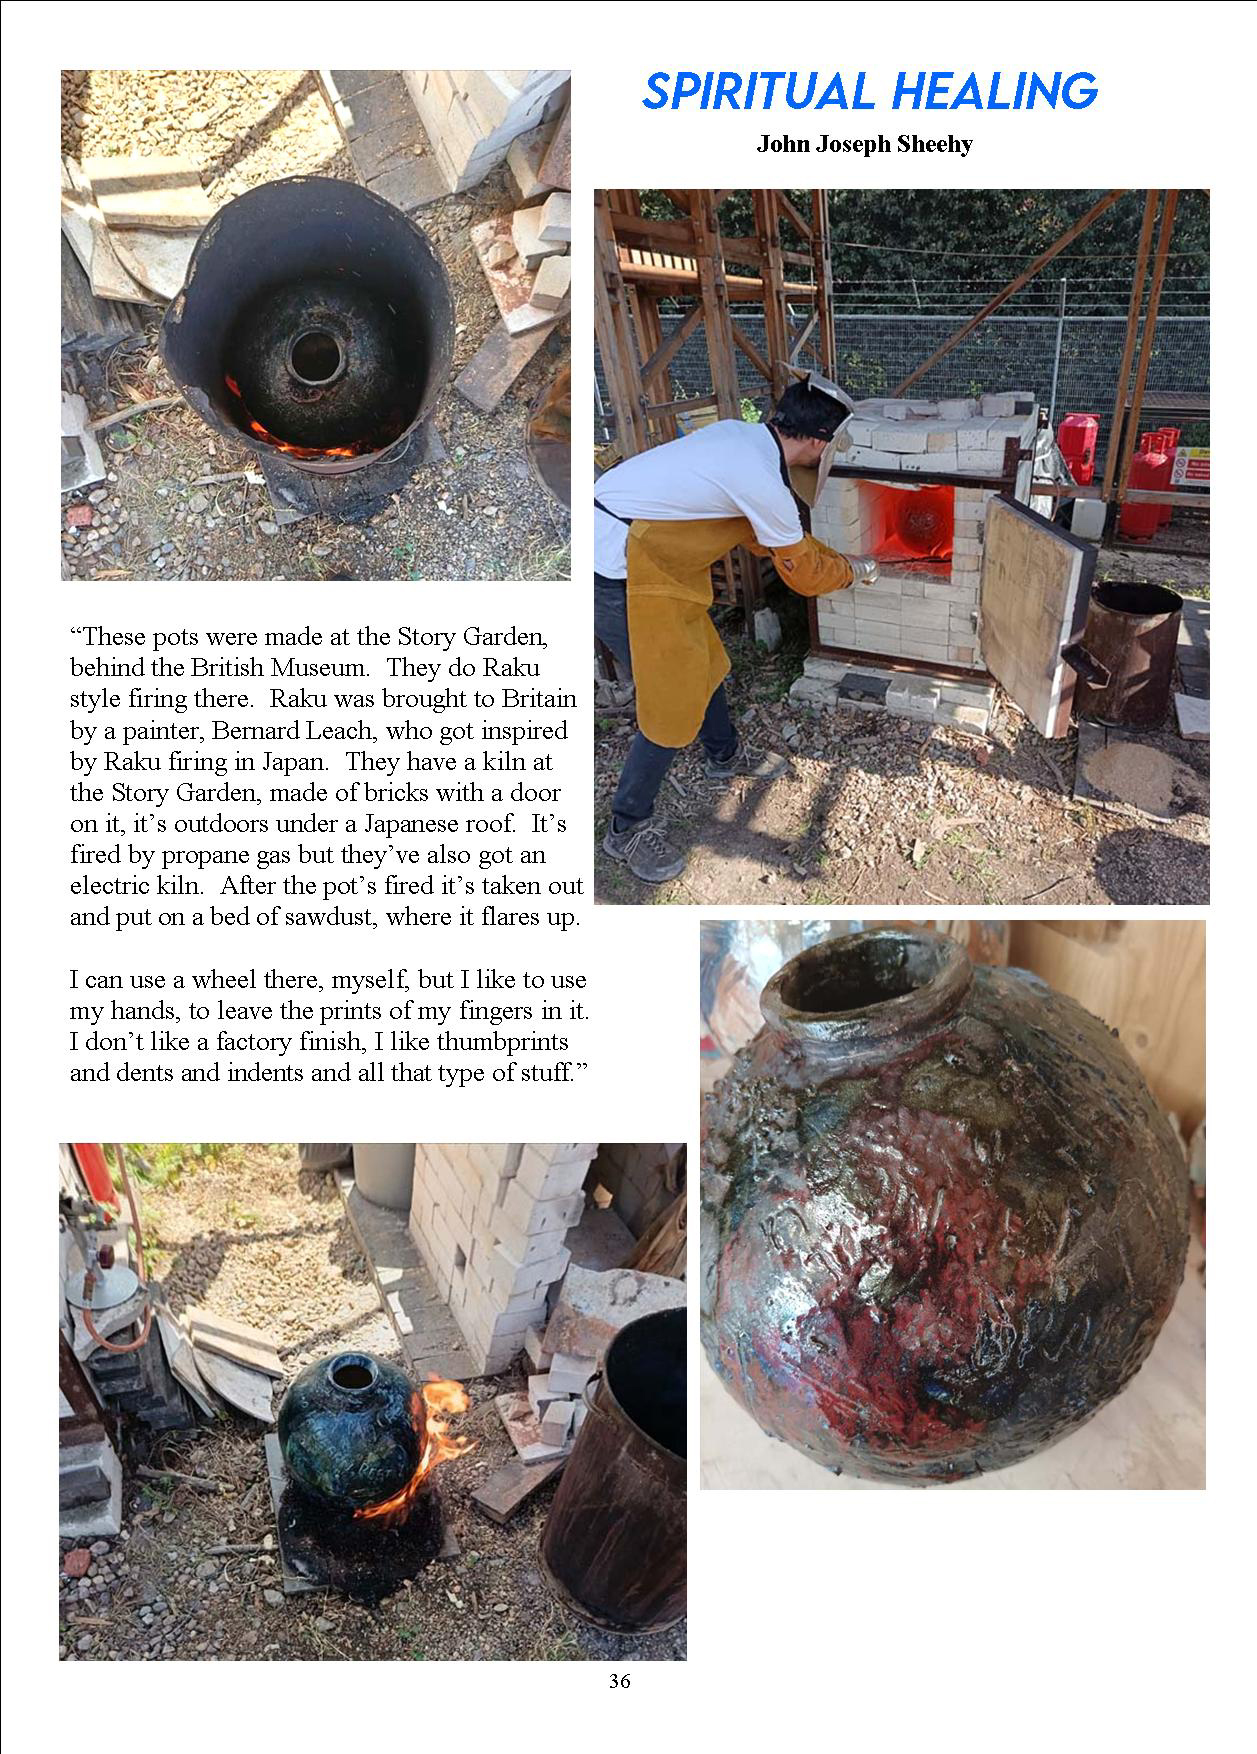 SPIRITUAL HEALING
John Joseph Sheehy
“These pots were made at the Story Garden,
behind the British Museum.  They do Raku
style firing there.  Raku was brought to Britain
by a painter, Bernard Leach, who got inspired
by Raku firing in Japan.  They have a kiln at
the Story Garden, made of bricks with a door
on it, it’s outdoors under a Japanese roof.  It’s
fired by propane gas but they’ve also got an
electric kiln.  After the pot’s fired it’s taken out
and put on a bed of sawdust, where it flares up.
I can use a wheel there, myself, but I like to use
my hands, to leave the prints of my fingers in it.
I don’t like a factory finish, I like thumbprints
and dents and indents and all that type of stuff.”
36